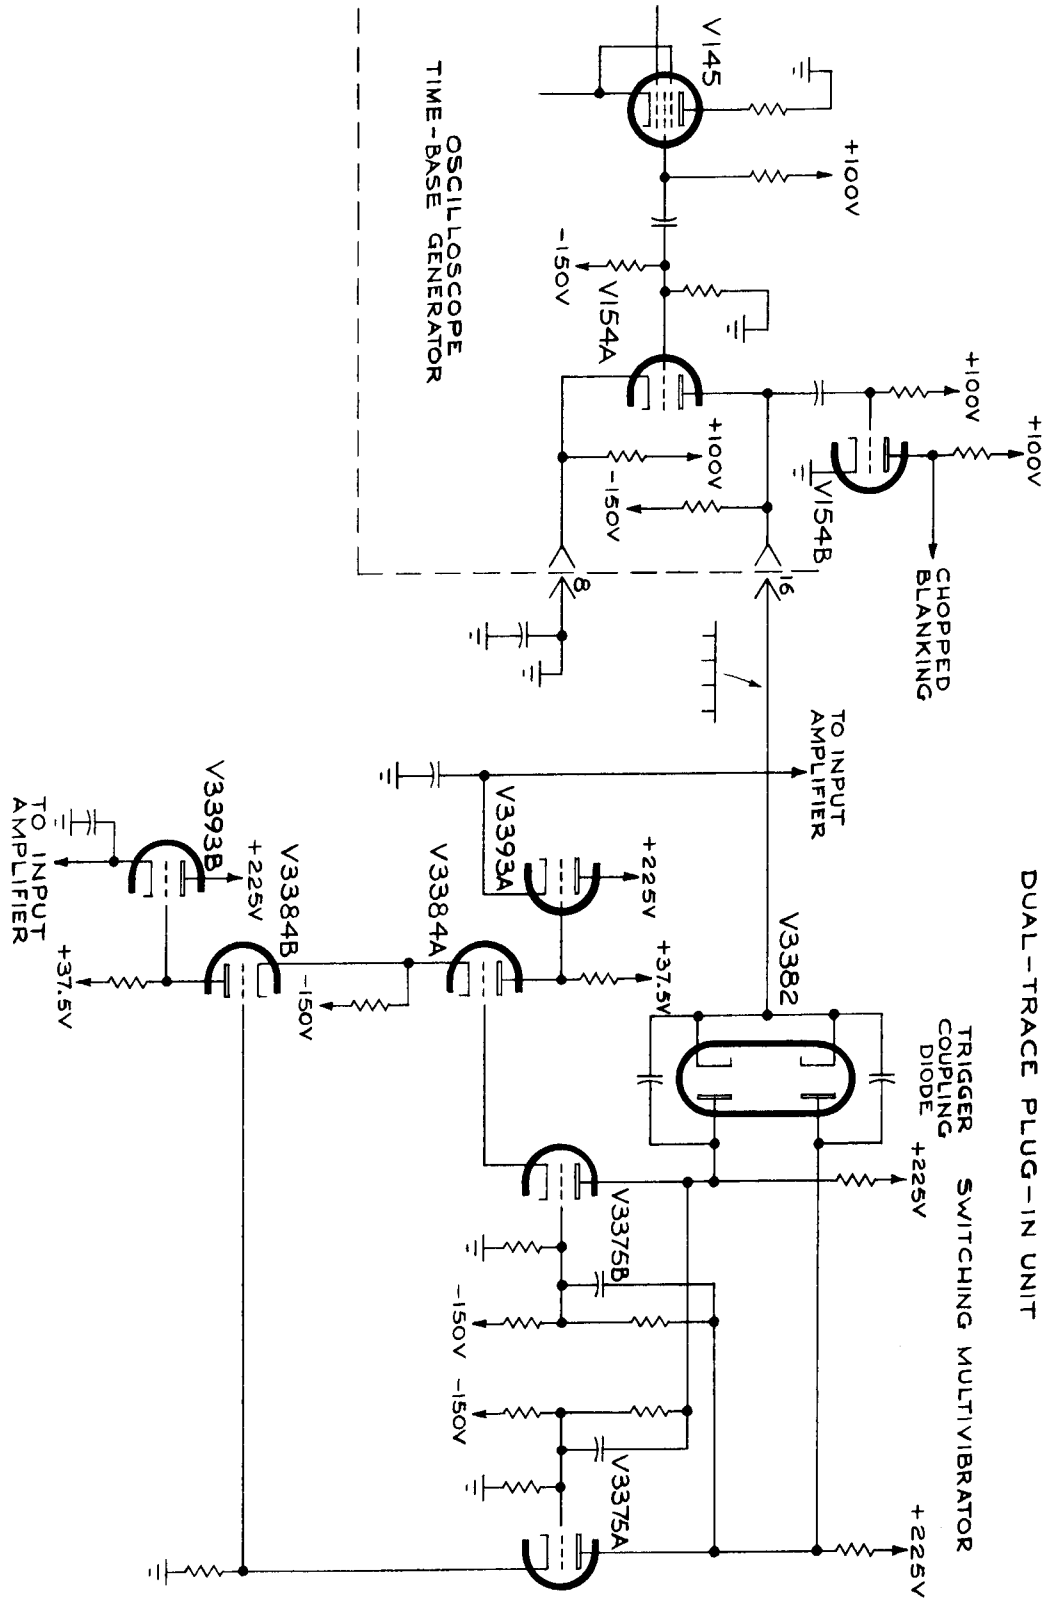 DUAL-TRACE PLUG-IN UNIT
SWITCHING MULTIVIBRATOR
TRIGGER
COUPLING
DIODE
+100V
+100V
+100V
V145
V154B
CHOPPED
BLANKING
TO INPUT
AMPLIFIER
V3382
+225V
+225V
16
+100V
-150V
-150V
V154A
8
OSCILLOSCOPE
TIME-BASE GENERATOR
V3393A
+225V
+37.5V
V3375B
V3375A
-150V
-150V
V3384A
V3384B
-150V
V3393B
+225V
+37.5V
TO INPUT
AMPLIFIER